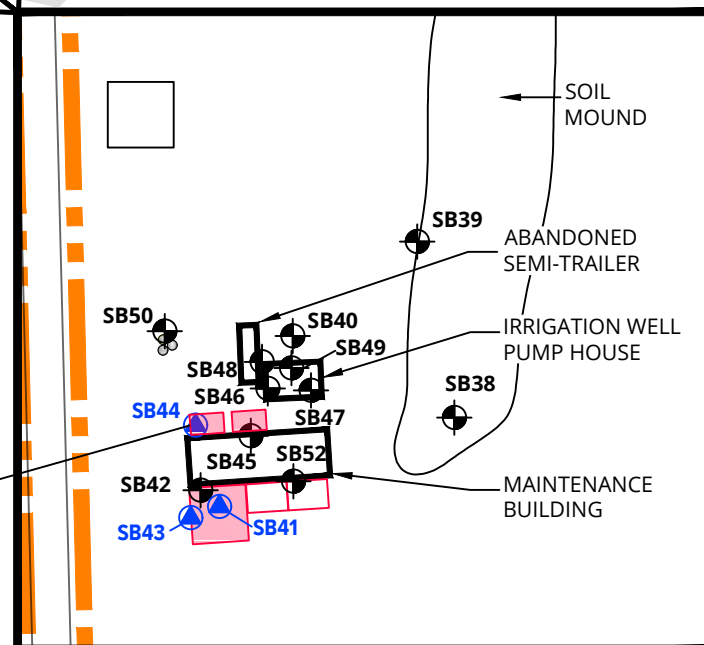 SOIL
MOUND
SB39
ABANDONED
SEMI-TRAILER
SB50
SB40
IRRIGATION WELL
PUMP HOUSE
SB49
SB48
SB38
SB46
SB44
SB47
SB45
SB52
SB42
MAINTENANCE
BUILDING
SB43
SB41